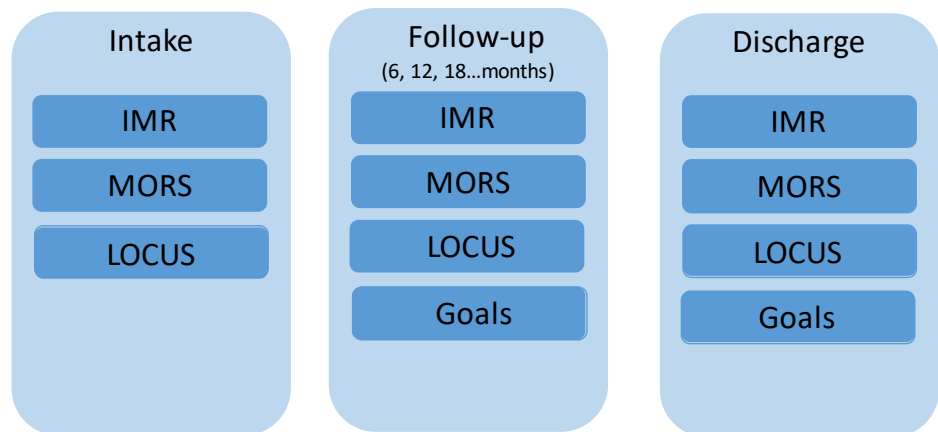 Intake
IMR
MORS
LOCUS
Follow-up
(6, 12, 18...months)
IMR
MORS
LOCUS
Goals
Discharge
IMR
MORS
LOCUS
Goals